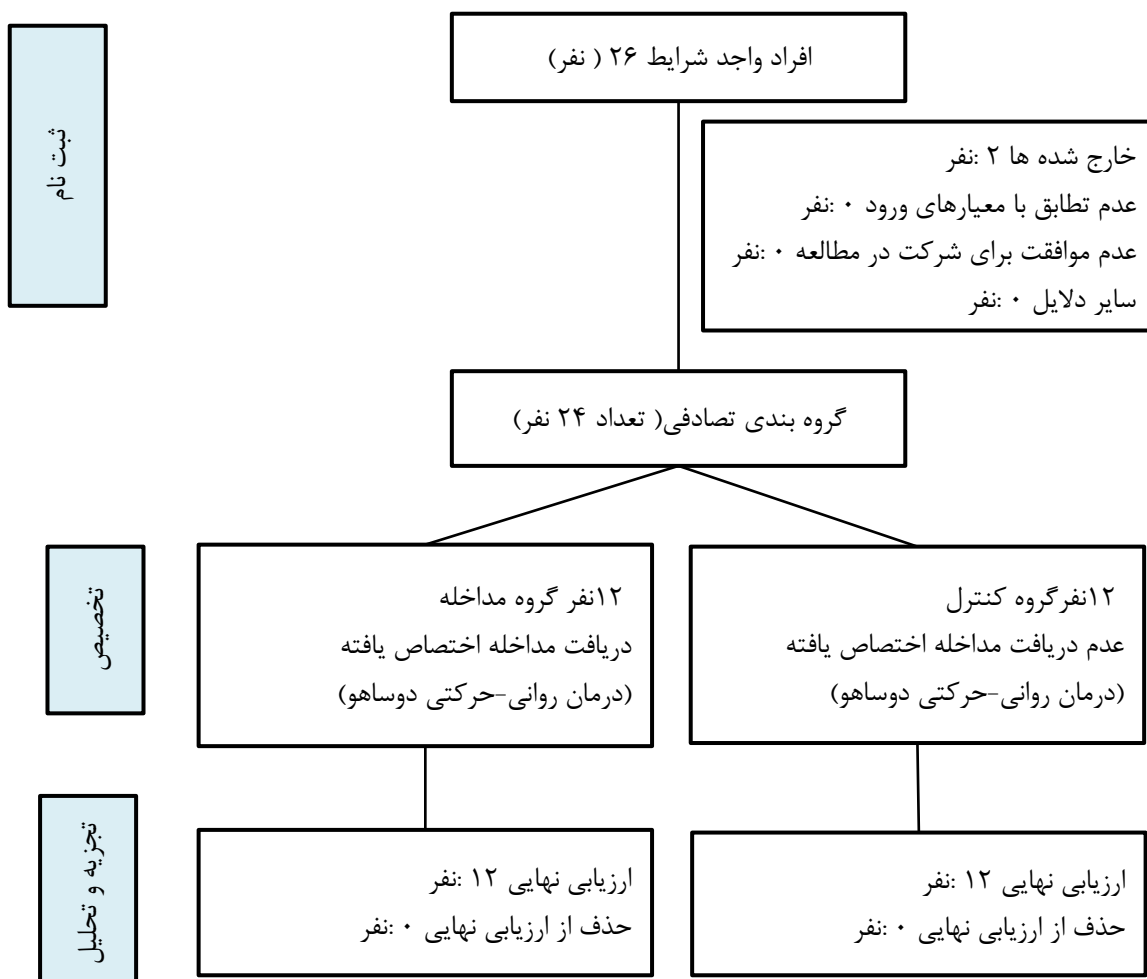 ثبت نام
افراد واجد شرایط ۲۶ ( نفر)
خارج شده ها ۲ :نفر
عدم تطابق با معیارهای ورود ۰ :نفر
عدم موافقت برای شرکت در مطالعه ۰ :نفر
سایر دلایل ۰ :نفر
گروه بندی تصادفی( تعداد ۲۴ نفر)
تخصیص
۱۲نفرگروه کنترل
عدم دریافت مداخله اختصاص یافته
(درمان روانی-حرکتی دوساهو)
۱۲نفر گروه مداخله
دریافت مداخله اختصاص یافته
(درمان روانی-حرکتی دوساهو)
تجزیه و تحلیل
ارزیابی نهایی ۱۲ :نفر
حذف از ارزیابی نهایی ۰ :نفر
ارزیابی نهایی ۱۲ :نفر
حذف از ارزیابی نهایی ۰ :نفر